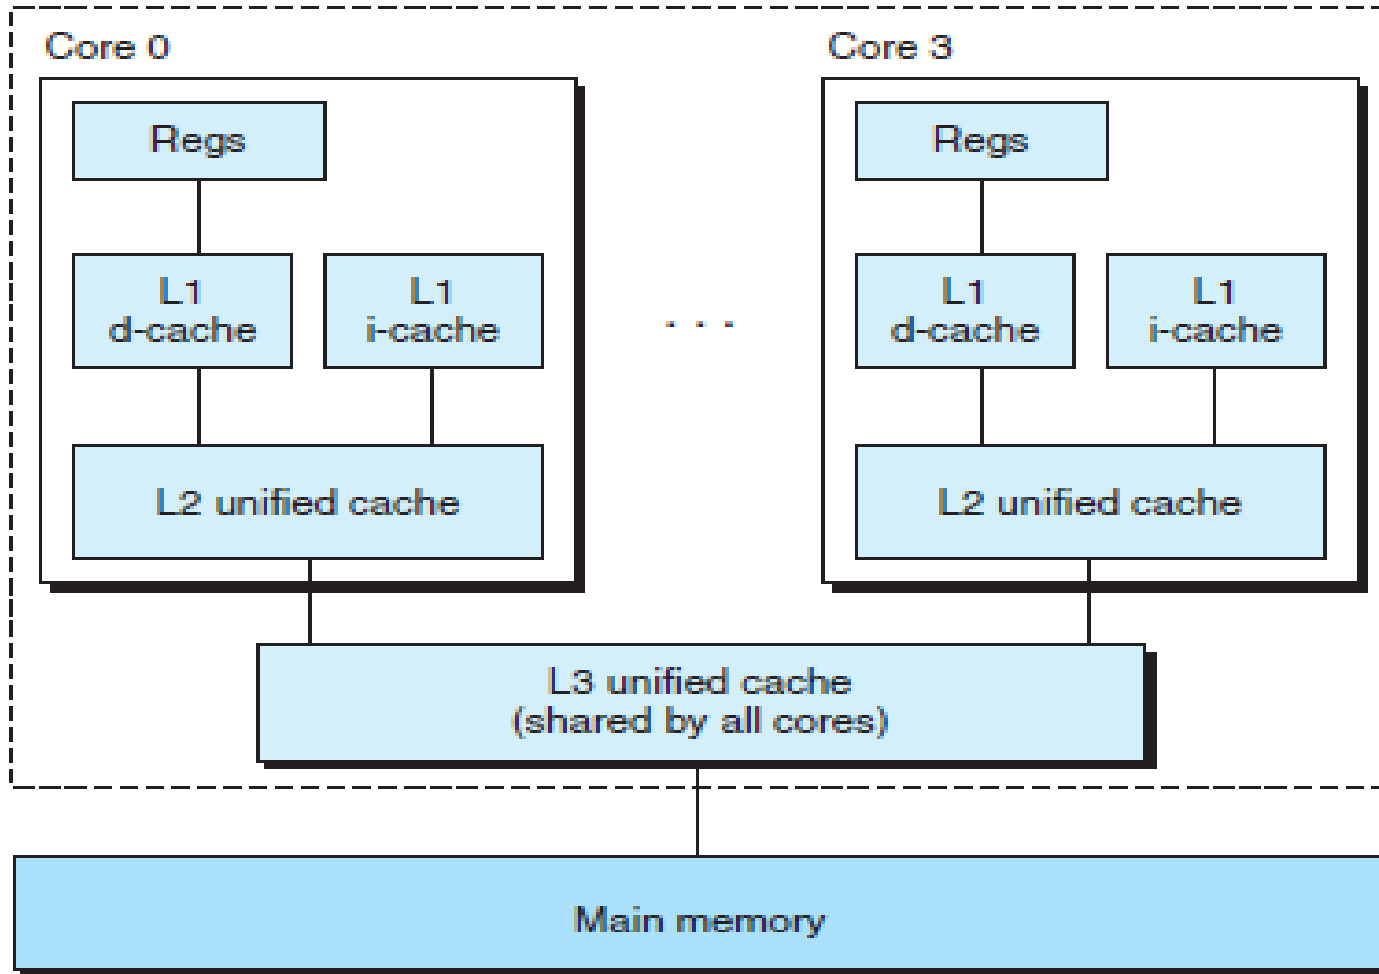 Core 0
Regs
L1
d-cache
L1
i-cache
L2 unified cache
. . .
Core 3
Regs
L1
d-cache
L1
i-cache
L2 unified cache
L3 unified cache
(shared by all cores)
Main memory